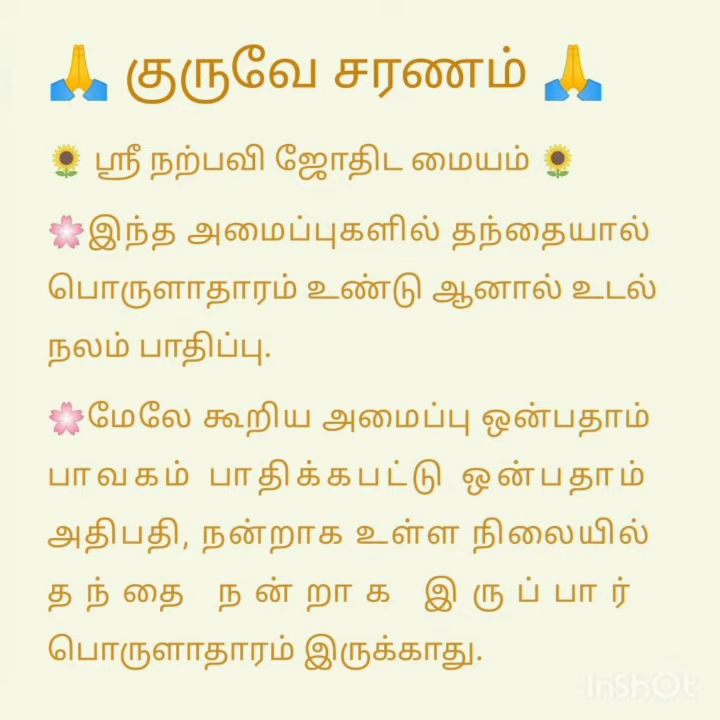 🙏 குருவே சரணம் 🙏
🌻 ஸ்ரீ நற்பவி ஜோதிட மையம் 🌻
🌸இந்த அமைப்புகளில் தந்தையால்
பொருளாதாரம் உண்டு ஆனால் உடல்
நலம் பாதிப்பு.
🌸மேலே கூறிய அமைப்பு ஒன்பதாம்
பாவகம் பாதிக்கபட்டு ஒன்பதாம்
அதிபதி, நன்றாக உள்ள நிலையில்
தந்தை நன்றாக இருப்பார்
பொருளாதாரம் இருக்காது.
InShOt